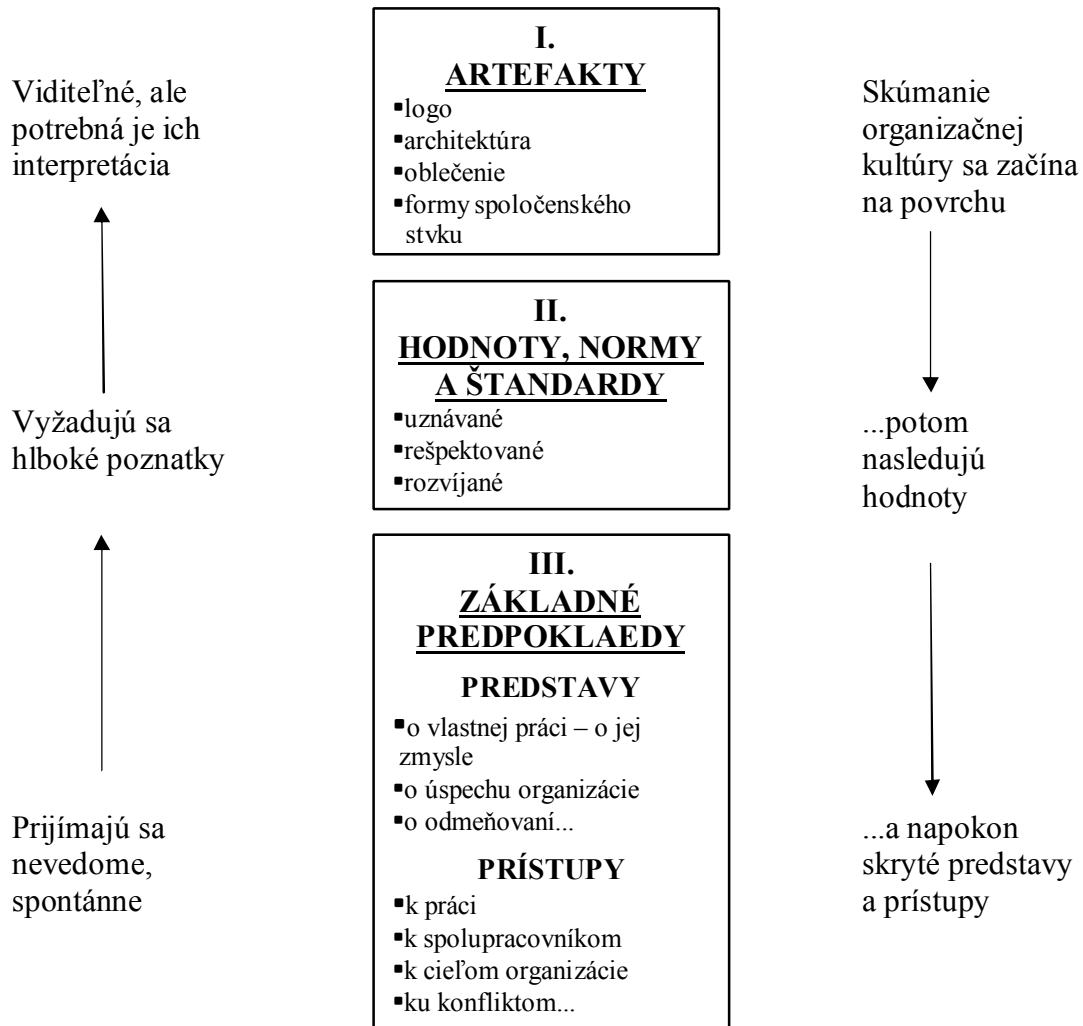 Viditeľné, ale
potrebná je ich
interpretácia
Vyžadujú sa
hlboké poznatky
Prijímajú sa
nevedome,
spontánne
I.
ARTEFAKTY
▪logo
▪architektúra
▪oblečenie
▪formy spoločenského
stvku
II.
HODNOTY, NORMY
A ŠTANDARDY
▪uznávané
▪rešpektované
▪rozvíjané
III.
ZÁKLADNÉ
PREDPOKLAEDY
PREDSTAVY
▪o vlastnej práci – o jej
zmysle
▪o úspechu organizácie
▪o odmeňovaní...
PRÍSTUPY
▪k práci
▪k spolupracovníkom
▪k cieľom organizácie
▪ku konfliktom...
Skúmanie
organizačnej
kultúry sa začína
na povrchu
...potom
nasledujú
hodnoty
...a napokon
skryté predstavy
a prístupy